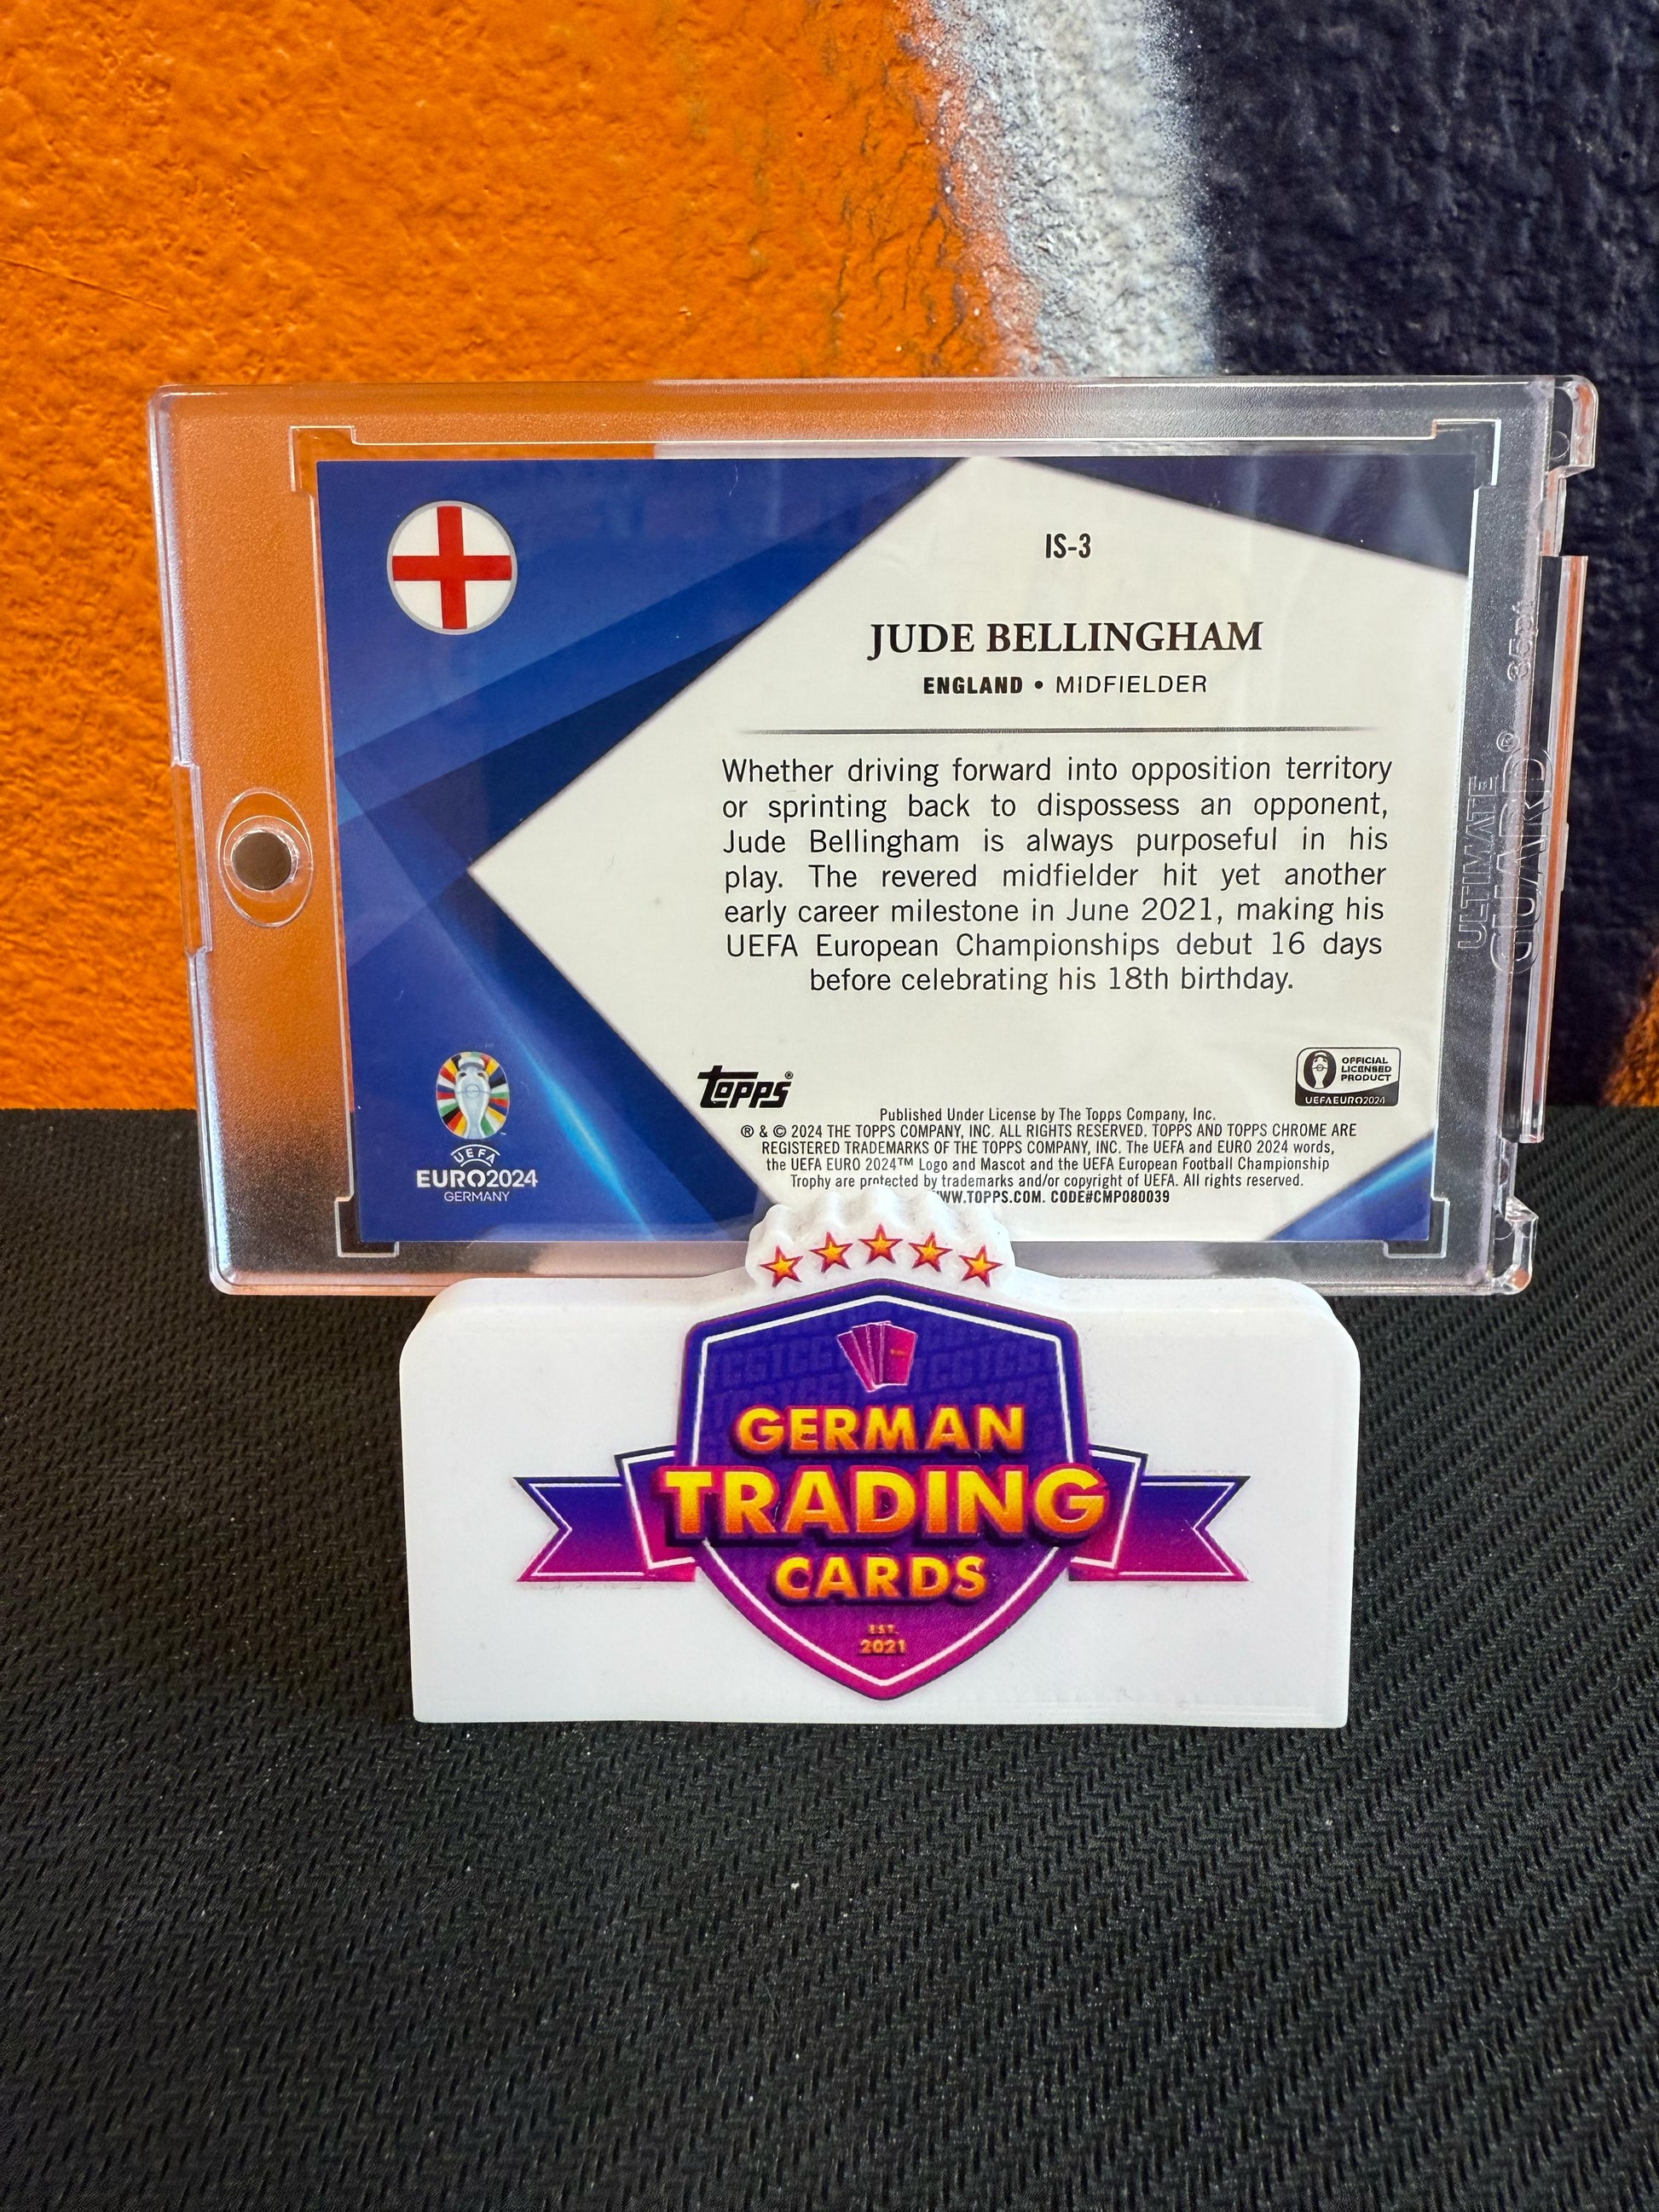 IS-3
JUDE BELLINGHAM
ENGLAND • MIDFIELDER
Whether driving forward into opposition territory
or sprinting back to dispossess an opponent,
Jude Bellingham is always purposeful in his
play. The revered midfielder hit yet another
early career milestone in June 2021, making his
UEFA European Championships debut 16 days
before celebrating his 18th birthday.
35pt
ULTIMATE
GUARD®
UEFA
EURO2024
GERMANY
Topps®
OFFICIAL
LICENSED
PRODUCT
UEFAEURO2024
Published Under License by The Topps Company, Inc.
® & © 2024 THE TOPPS COMPANY, INC. ALL RIGHTS RESERVED. TOPPS AND TOPPS CHROME ARE
REGISTERED TRADEMARKS OF THE TOPPS COMPANY, INC. The UEFA and EURO 2024 words,
the UEFA EURO 2024™ Logo and Mascot and the UEFA European Football Championship
Trophy are protected by trademarks and/or copyright of UEFA. All rights reserved.
WWW.TOPPS.COM. CODE#CMP080039
GERMAN
TRADING
CARDS
EST.
2021